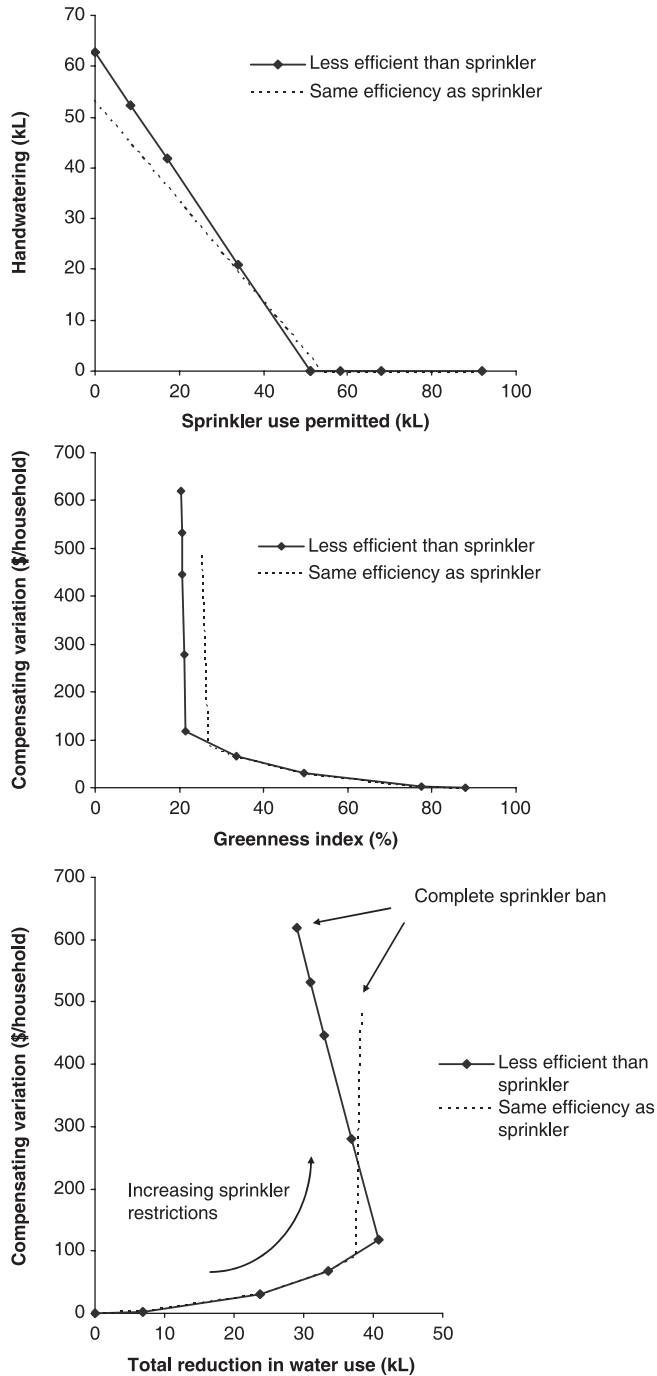 70
60
50
40
30
20
10
0
Handwatering (kL)
Less efficient than sprinkler
Same efficiency as sprinkler
0 20 40 60 80 100
Sprinkler use permitted (kL)
700
600
500
400
300
200
100
0
Compensating variation ($/household)
Less efficient than sprinkler
Same efficiency as sprinkler
0 20 40 60 80 100
Greenness index (%)
700
600
500
400
300
200
100
0
Compensating variation ($/household)
Complete sprinkler ban
Less efficient than
sprinkler
Same efficiency as
sprinkler
Increasing sprinkler
restrictions
0 10 20 30 40 50
Total reduction in water use (kL)